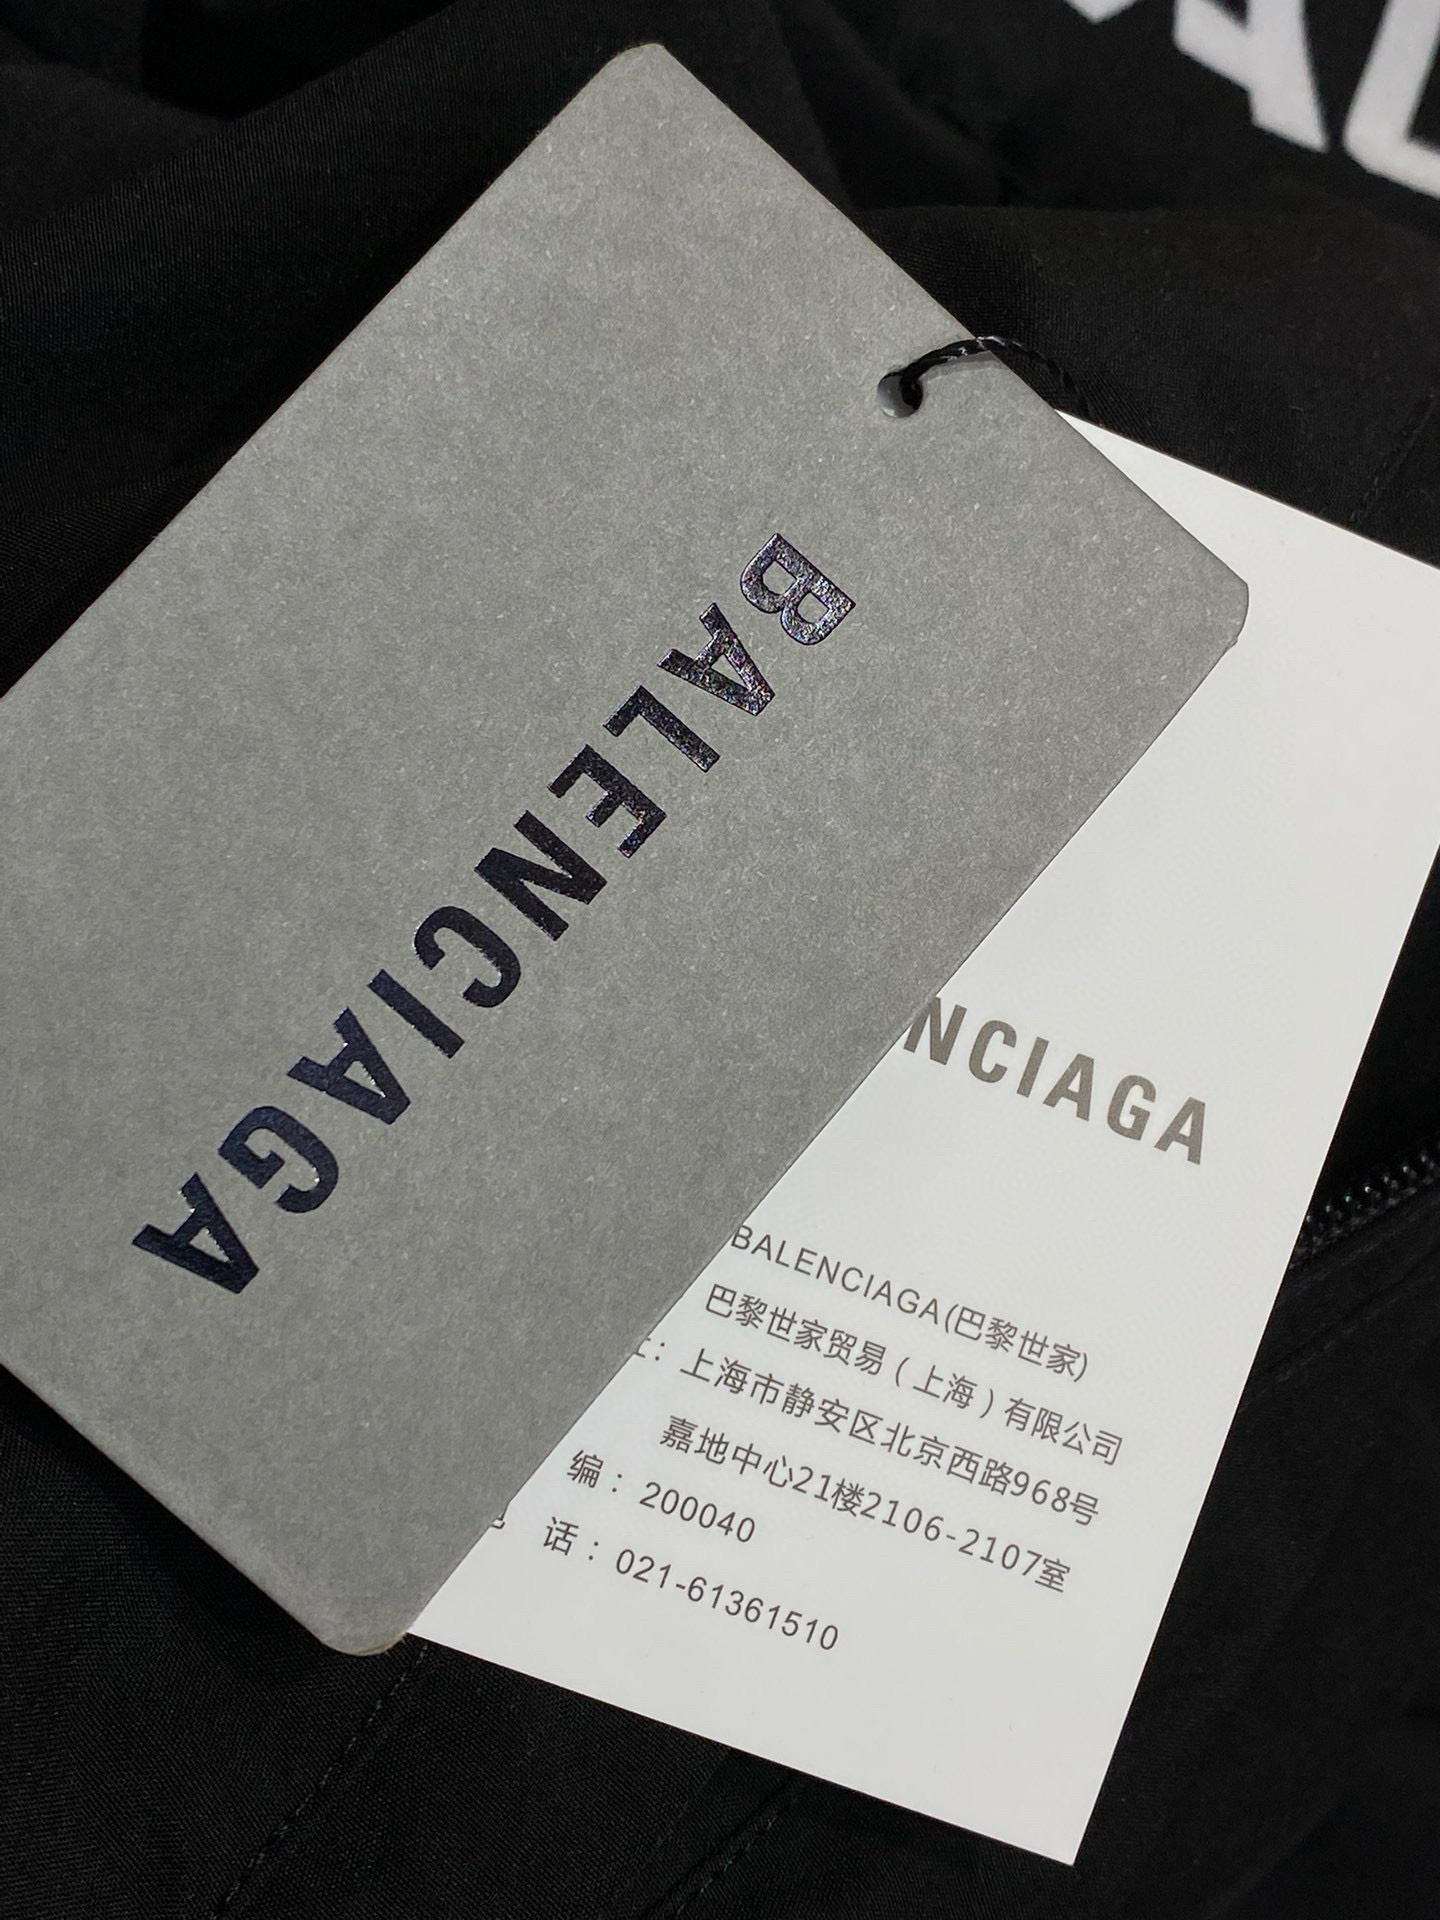 BALENCIAGA
NCIAGA
BALENCIAGA(巴黎世家)
巴黎世家贸易（上海）有限公司
：上海市静安区北京西路968号
嘉地中心21楼2106-2107室
编：200040
话：021-61361510